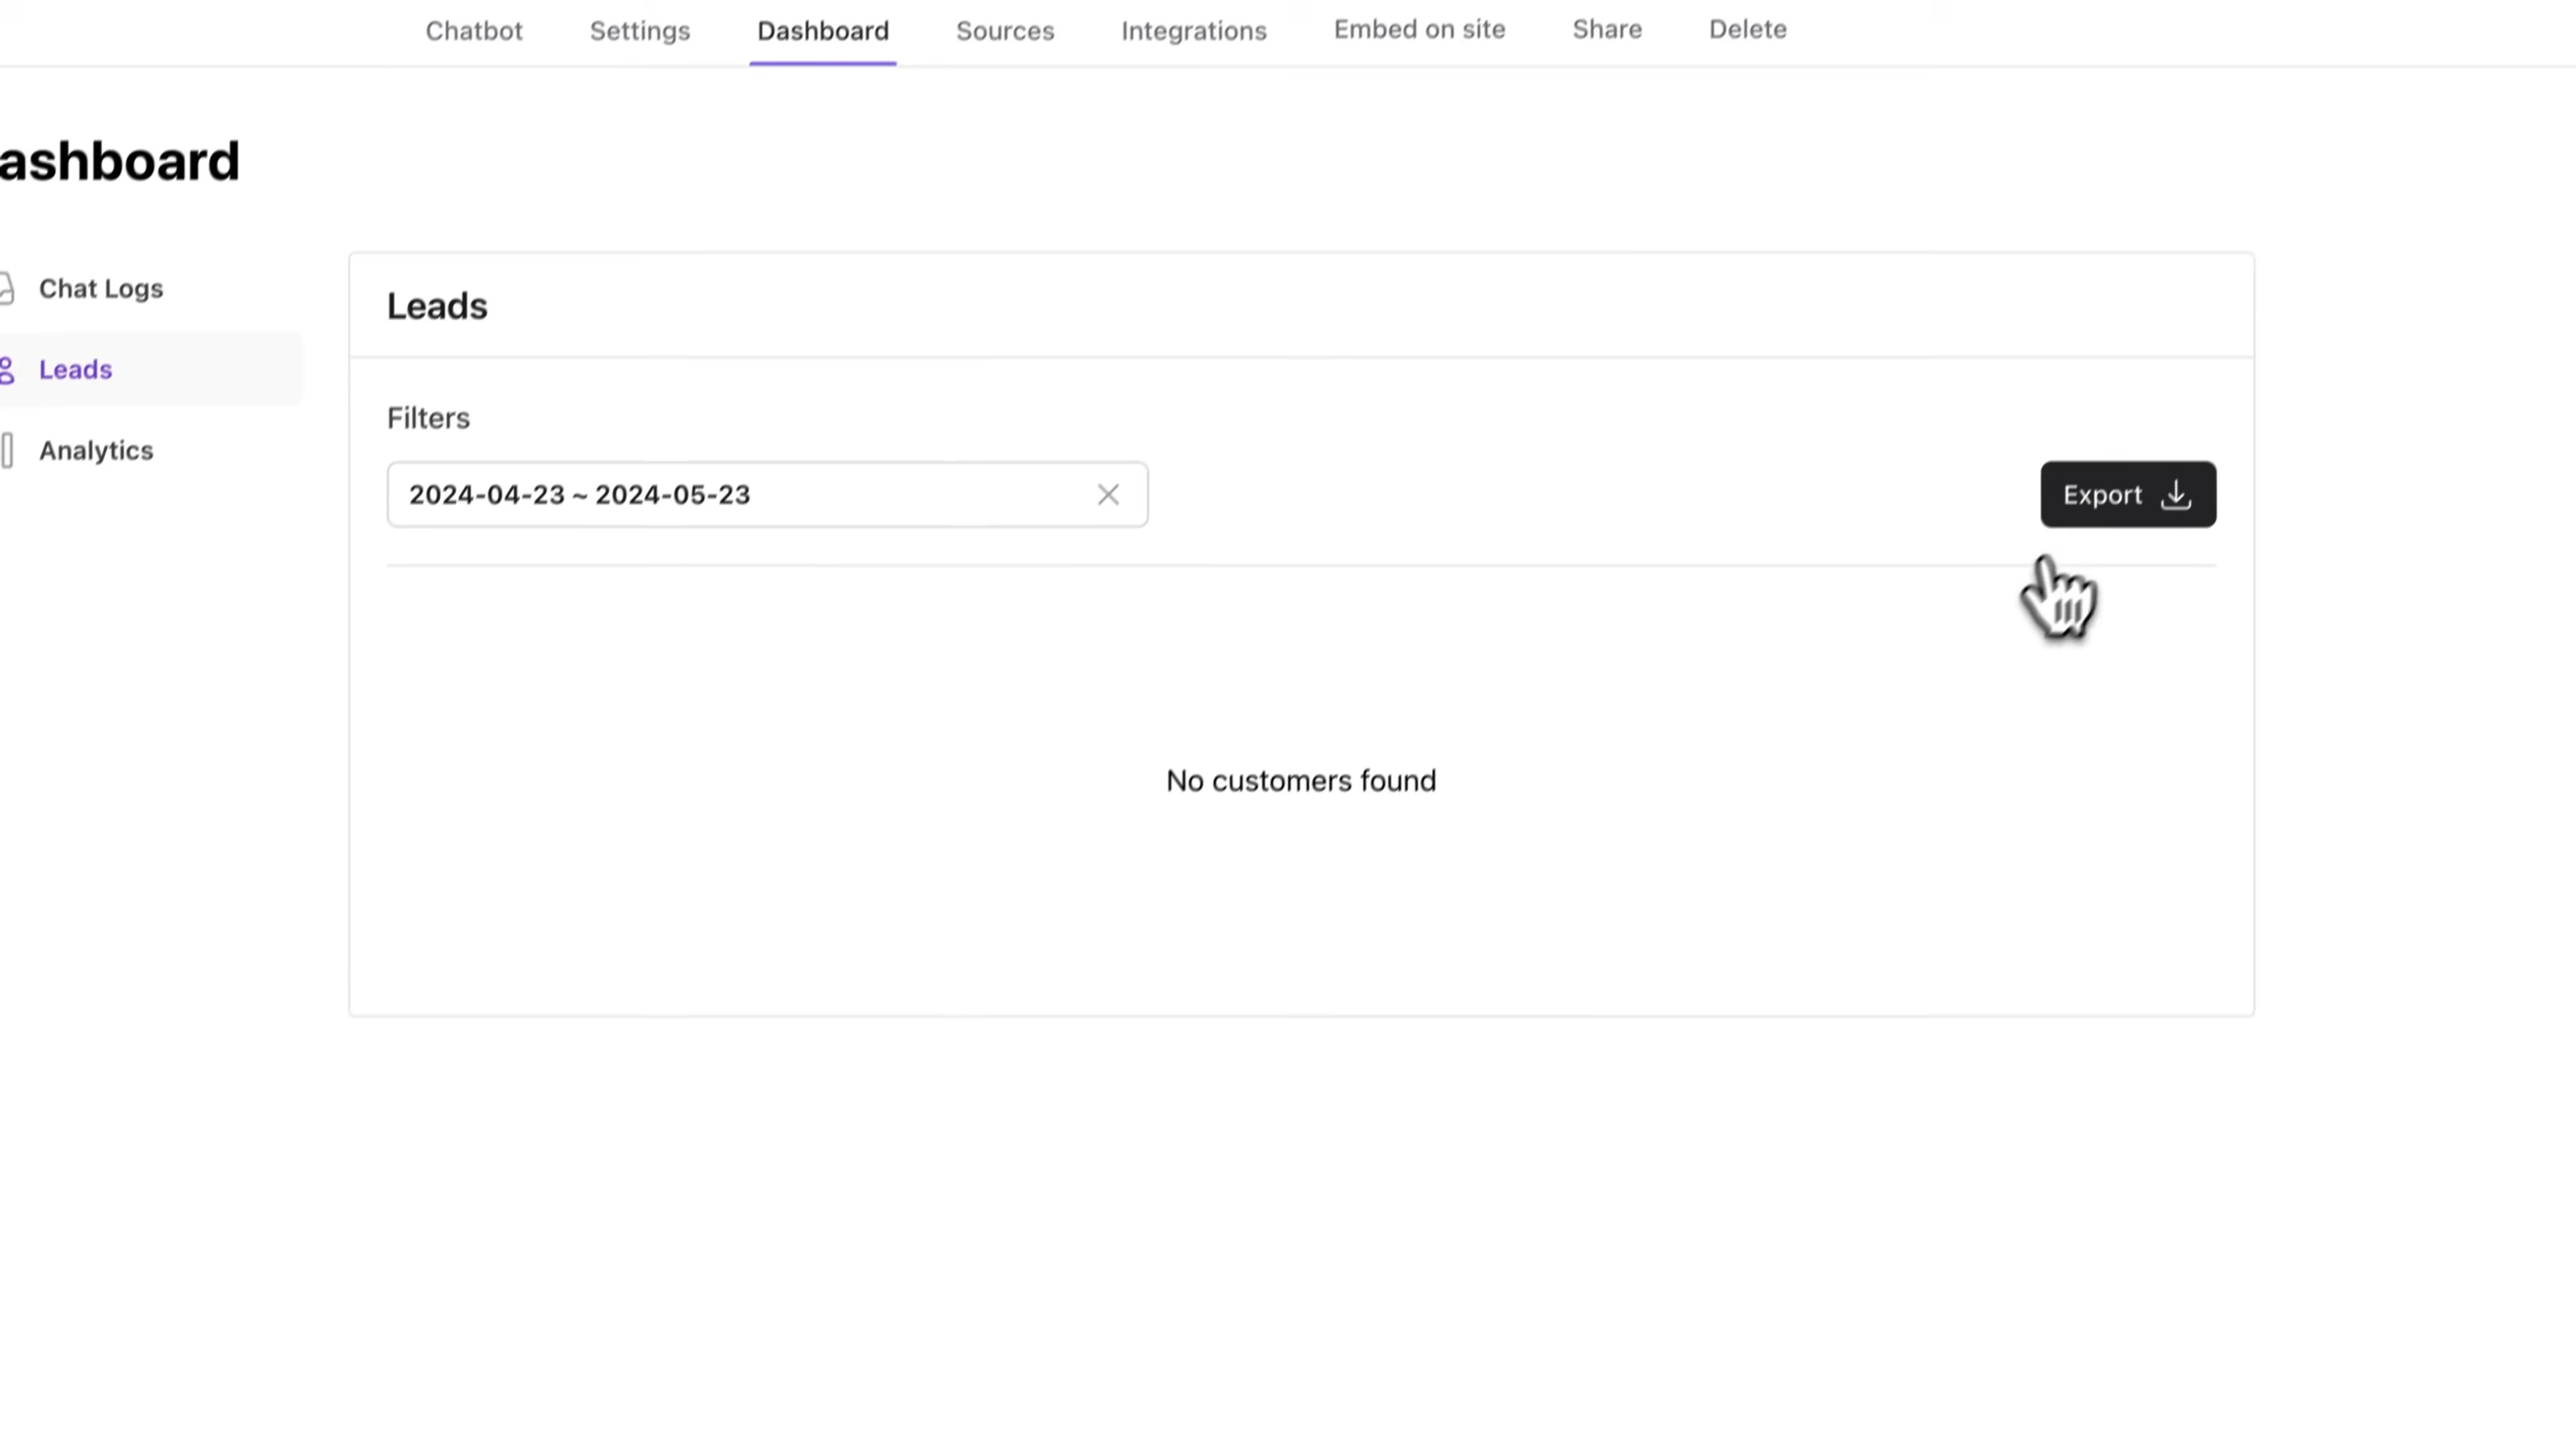 Chatbot Settings Dashboard Sources Integrations Embed on site Share Delete
ashboard
Chat Logs
Leads
Analytics
Leads
Filters
2024-04-23 ~ 2024-05-23
Export
No customers found